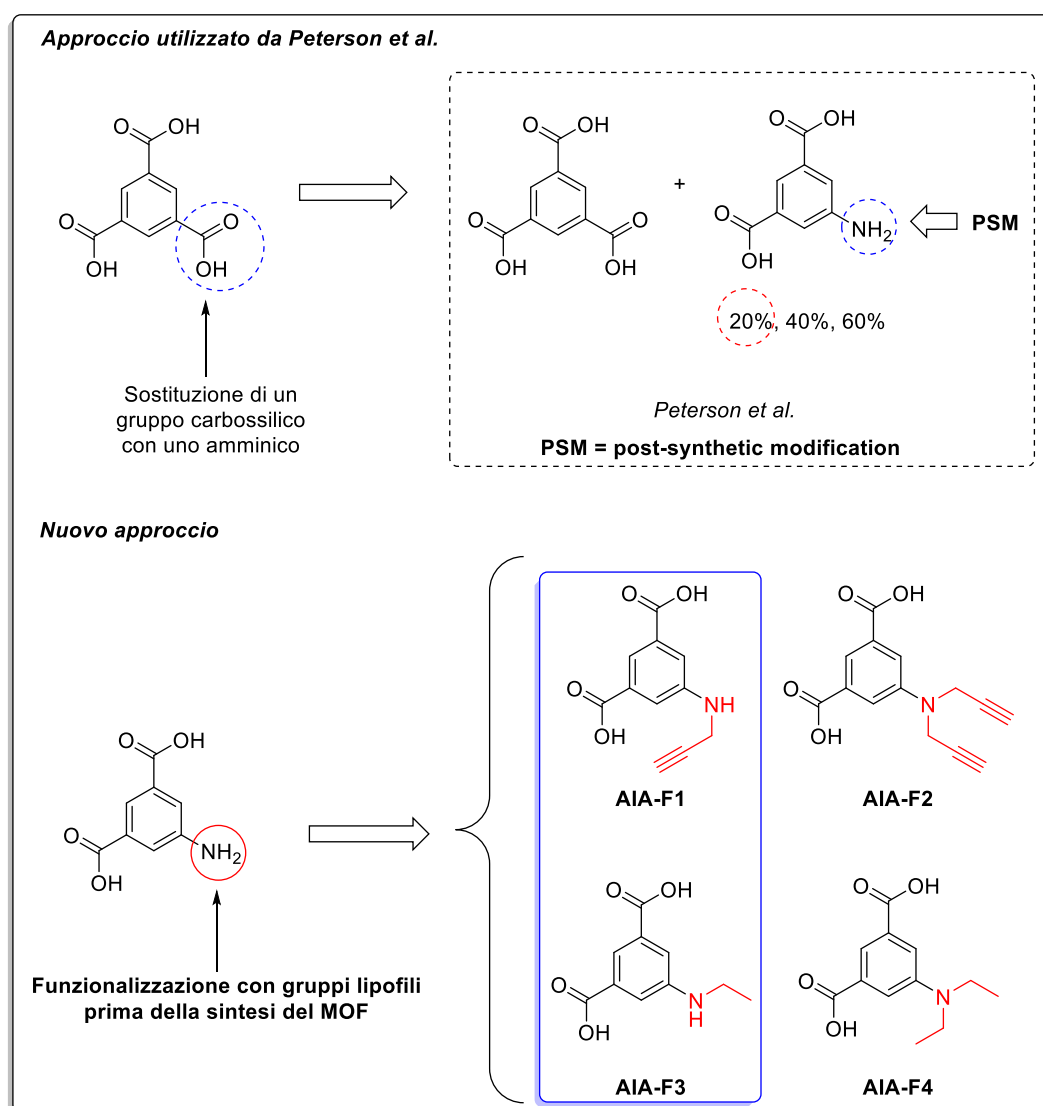 Approccio utilizzato da Peterson et al.
O
OH
O
OH
O
OH
Sostituzione di un
gruppo carbossilico
con uno amminico
O
OH
O
OH
O
OH
+
O
OH
O
OH
NH2
PSM
20%, 40%, 60%
Peterson et al.
PSM = post-synthetic modification
Nuovo approccio
O
OH
O
OH
NH2
Funzionalizzazione con gruppi lipofili
prima della sintesi del MOF
O
OH
O
OH
NH
AIA-F1
O
OH
O
OH
N
AIA-F2
O
OH
O
OH
N
H
AIA-F3
O
OH
O
OH
N
AIA-F4